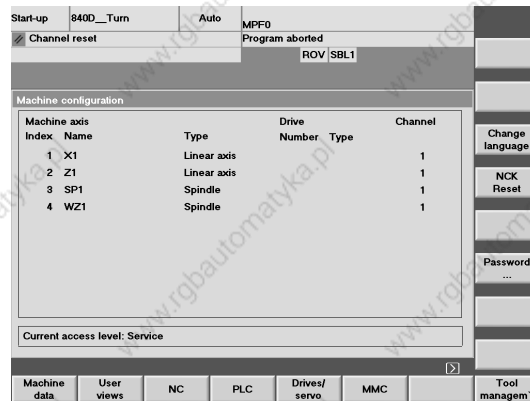 Start-up 840D__Turn Auto MPF0
Channel reset Program aborted
ROV SBL1
Machine configuration
Machine axis Drive Channel
Index Name Type Number Type
1 X1 Linear axis 1
2 Z1 Linear axis 1
3 SP1 Spindle 1
4 WZ1 Spindle 1
Current access level: Service
Change language
NCK Reset
Password ...
Machine data User views NC PLC Drives/ servo MMC Tool managem
www.rgbautomatyka.pl